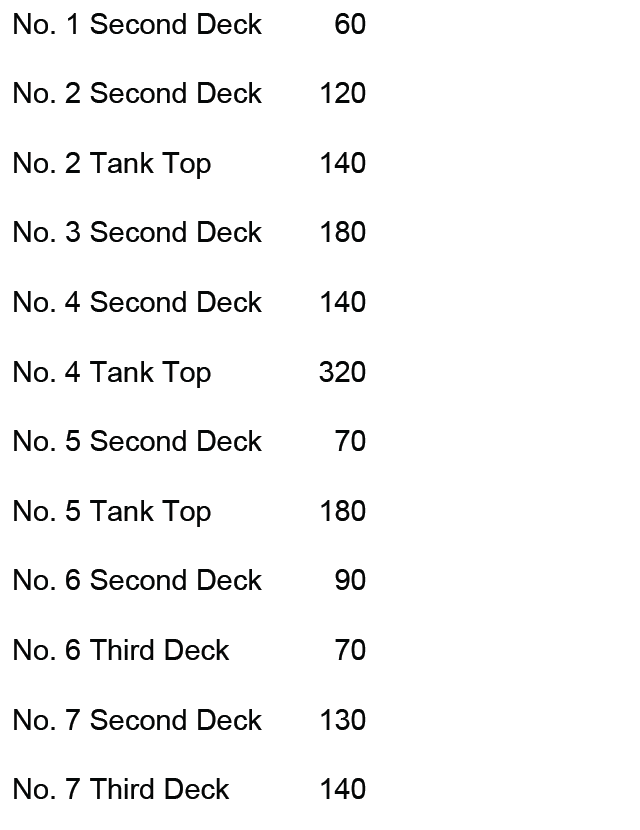 No. 1 Second Deck 60
No. 2 Second Deck 120
No. 2 Tank Top 140
No. 3 Second Deck 180
No. 4 Second Deck 140
No. 4 Tank Top 320
No. 5 Second Deck 70
No. 5 Tank Top 180
No. 6 Second Deck 90
No. 6 Third Deck 70
No. 7 Second Deck 130
No. 7 Third Deck 140